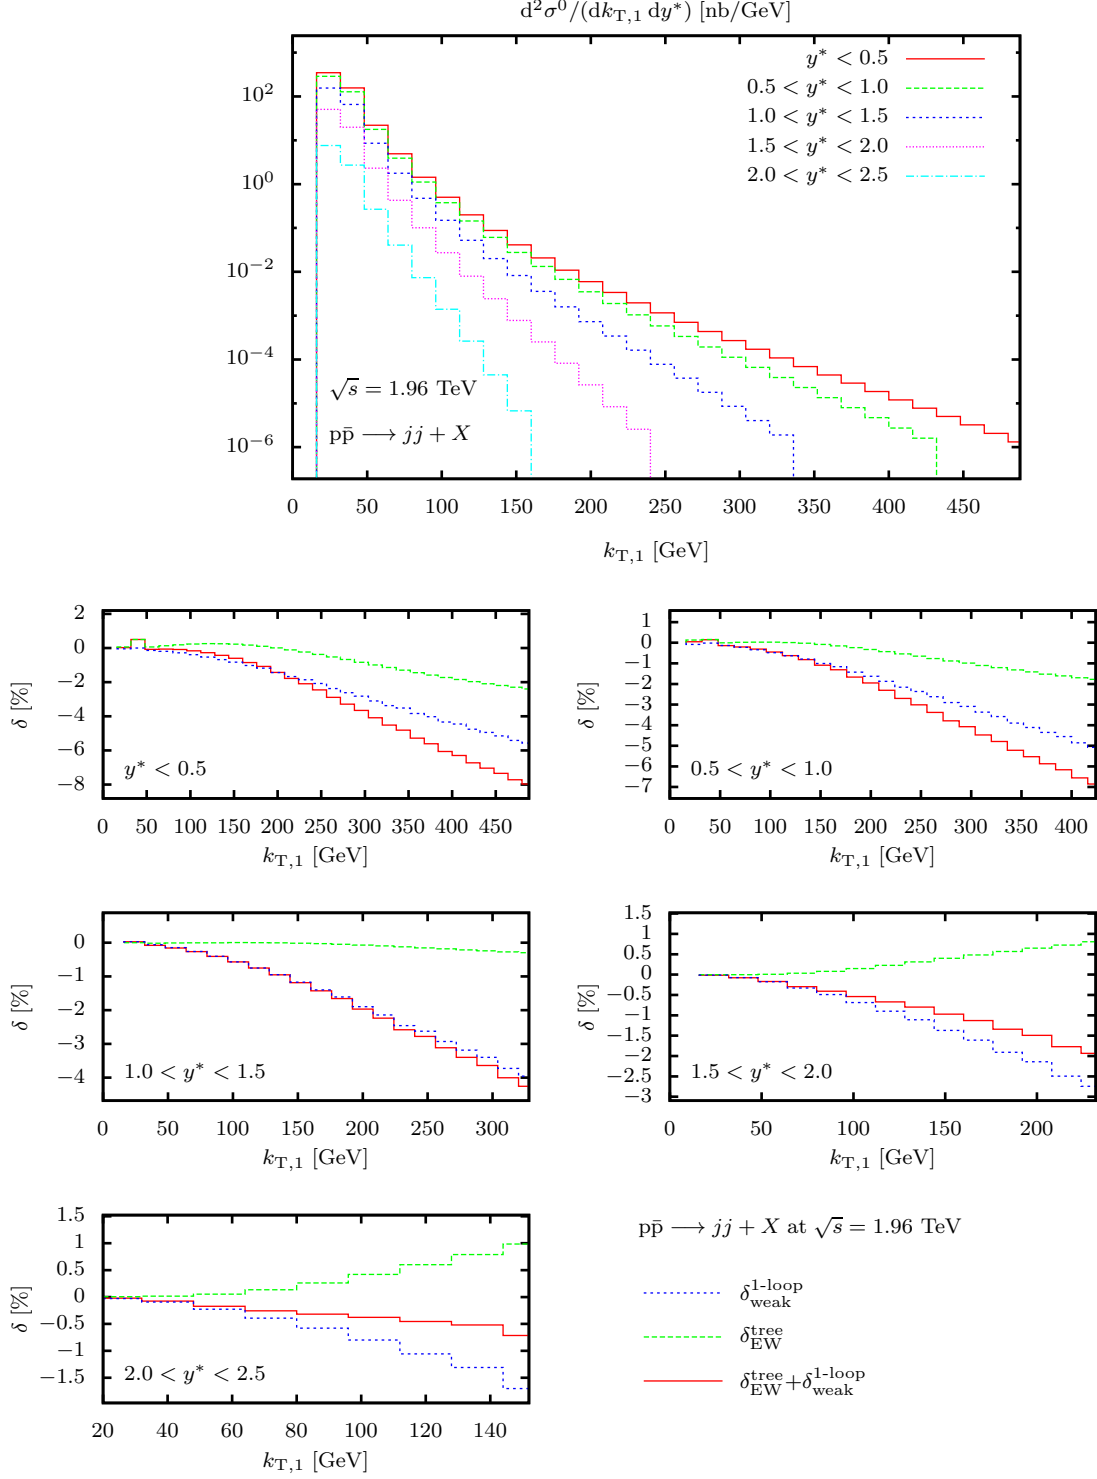 d²σ⁰/(dk_T,1 dy*) [nb/GeV]
y* < 0.5
0.5 < y* < 1.0
1.0 < y* < 1.5
1.5 < y* < 2.0
2.0 < y* < 2.5
10²
10⁰
10⁻²
10⁻⁴
10⁻⁶
√s = 1.96 TeV
pp̄ ⟶ jj + X
0 50 100 150 200 250 300 350 400 450
k_T,1 [GeV]
2
0
−2
−4
−6
−8
δ [%]
y* < 0.5
0 50 100 150 200 250 300 350 400 450
k_T,1 [GeV]
1
0
−1
−2
−3
−4
−5
−6
−7
δ [%]
0.5 < y* < 1.0
0 50 100 150 200 250 300 350 400
k_T,1 [GeV]
0
−1
−2
−3
−4
δ [%]
1.0 < y* < 1.5
0 50 100 150 200 250 300
k_T,1 [GeV]
1.5
1
0.5
0
−0.5
−1
−1.5
−2
−2.5
−3
δ [%]
1.5 < y* < 2.0
0 50 100 150 200
k_T,1 [GeV]
1.5
1
0.5
0
−0.5
−1
−1.5
δ [%]
2.0 < y* < 2.5
20 40 60 80 100 120 140
k_T,1 [GeV]
pp̄ ⟶ jj + X at √s = 1.96 TeV
δ_weak^1-loop
δ_EW^tree
δ_EW^tree+δ_weak^1-loop